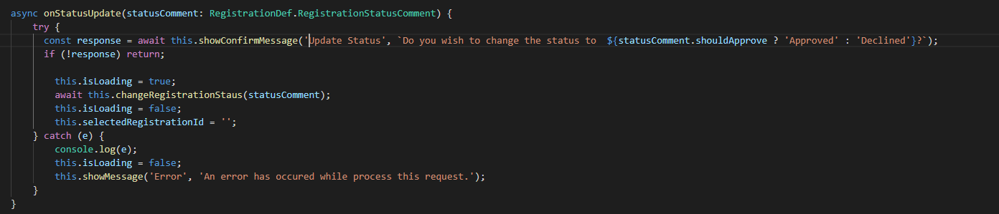 async onStatusUpdate(statusComment: RegistrationDef.RegistrationStatusComment) {
try {
const response = await this.showConfirmMessage('Update Status', `Do you wish to change the status to  ${statusComment.shouldApprove ? 'Approved' : 'Declined'}?`);
if (!response) return;
this.isLoading = true;
await this.changeRegistrationStaus(statusComment);
this.isLoading = false;
this.selectedRegistrationId = '';
} catch (e) {
console.log(e);
this.isLoading = false;
this.showMessage('Error', 'An error has occured while process this request.');
}
}